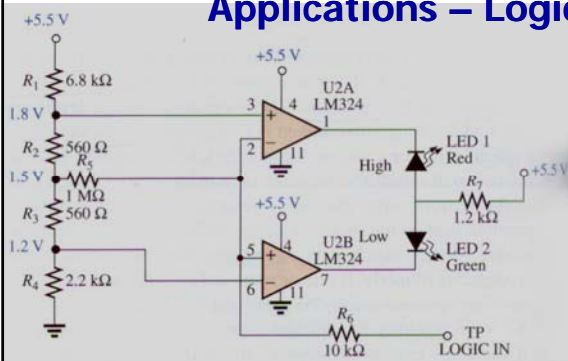 Applications – Logic
+5.5 V
R1 6.8 kΩ
1.8 V
R2 560 Ω
1.5 V
R5
1 MΩ
R3 560 Ω
1.2 V
R4 2.2 kΩ
+5.5 V
U2A
LM324
3
4
1
+
−
2
11
+5.5 V
U2B
LM324
5
4
7
+
−
6
11
High
LED 1
Red
R7
+5.5 V
1.2 kΩ
Low
LED 2
Green
R6
10 kΩ
TP
LOGIC IN